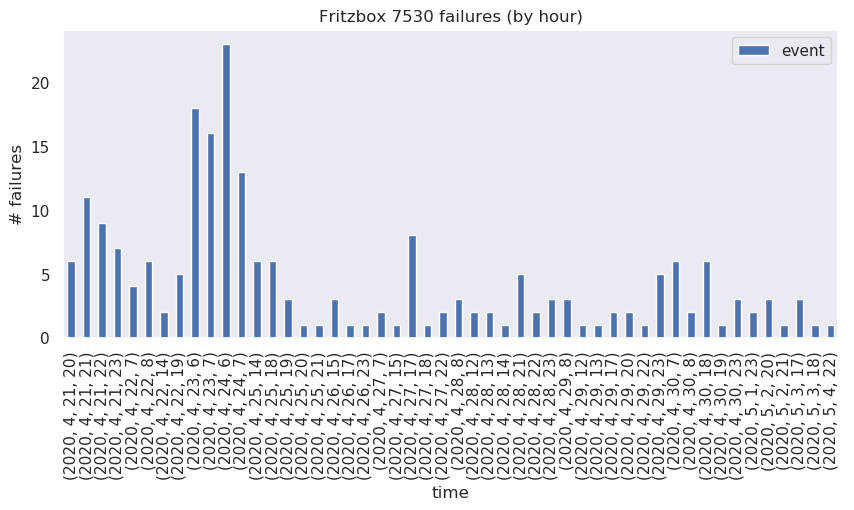 Fritzbox 7530 failures (by hour)
event
# failures
20
15
10
5
0
(2020, 4, 21, 20)
(2020, 4, 21, 21)
(2020, 4, 21, 22)
(2020, 4, 21, 23)
(2020, 4, 22, 7)
(2020, 4, 22, 8)
(2020, 4, 22, 14)
(2020, 4, 22, 19)
(2020, 4, 23, 6)
(2020, 4, 23, 7)
(2020, 4, 24, 6)
(2020, 4, 24, 7)
(2020, 4, 25, 14)
(2020, 4, 25, 18)
(2020, 4, 25, 19)
(2020, 4, 25, 20)
(2020, 4, 25, 21)
(2020, 4, 26, 15)
(2020, 4, 26, 17)
(2020, 4, 26, 23)
(2020, 4, 27, 7)
(2020, 4, 27, 15)
(2020, 4, 27, 17)
(2020, 4, 27, 18)
(2020, 4, 27, 22)
(2020, 4, 28, 8)
(2020, 4, 28, 12)
(2020, 4, 28, 13)
(2020, 4, 28, 14)
(2020, 4, 28, 21)
(2020, 4, 28, 22)
(2020, 4, 28, 23)
(2020, 4, 29, 8)
(2020, 4, 29, 12)
(2020, 4, 29, 13)
(2020, 4, 29, 17)
(2020, 4, 29, 20)
(2020, 4, 29, 22)
(2020, 4, 29, 23)
(2020, 4, 30, 7)
(2020, 4, 30, 8)
(2020, 4, 30, 18)
(2020, 4, 30, 19)
(2020, 4, 30, 23)
(2020, 5, 1, 23)
(2020, 5, 2, 20)
(2020, 5, 2, 21)
(2020, 5, 3, 17)
(2020, 5, 3, 18)
(2020, 5, 4, 22)
time